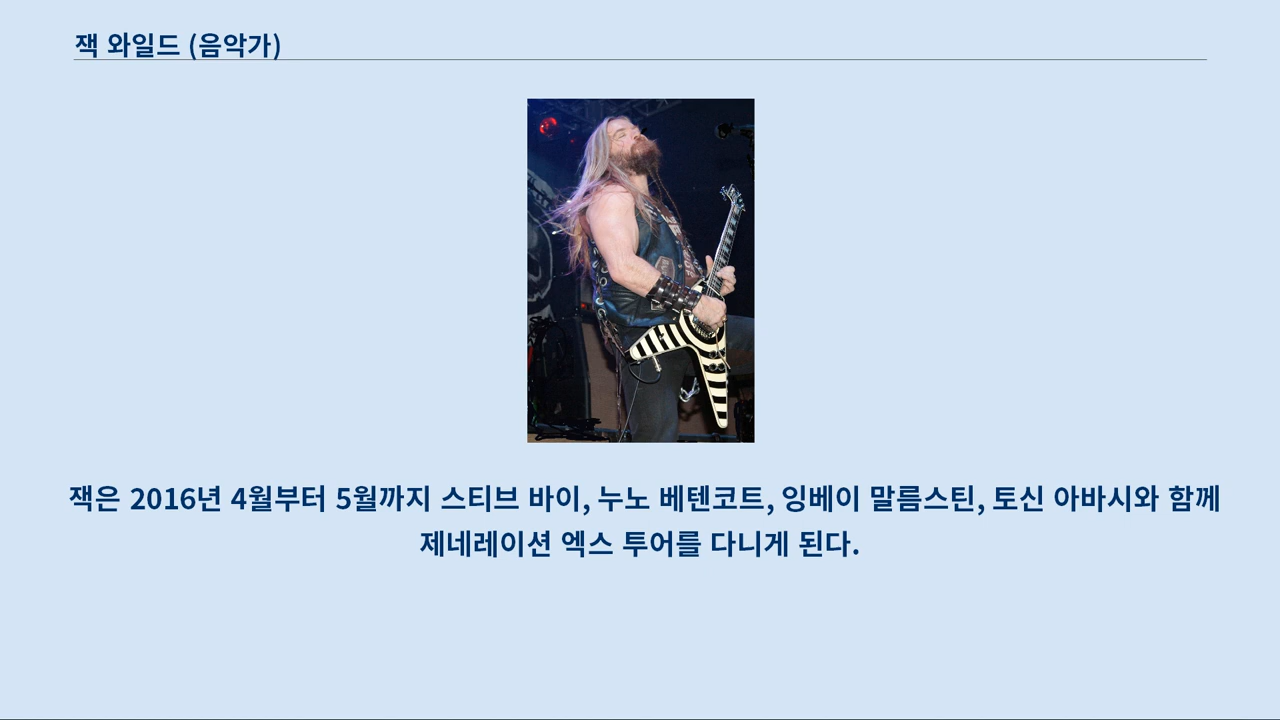 잭 와일드 (음악가)
잭은 2016년 4월부터 5월까지 스티브 바이, 누노 베텐코트, 잉베이 말름스틴, 토신 아바시와 함께
제네레이션 엑스 투어를 다니게 된다.